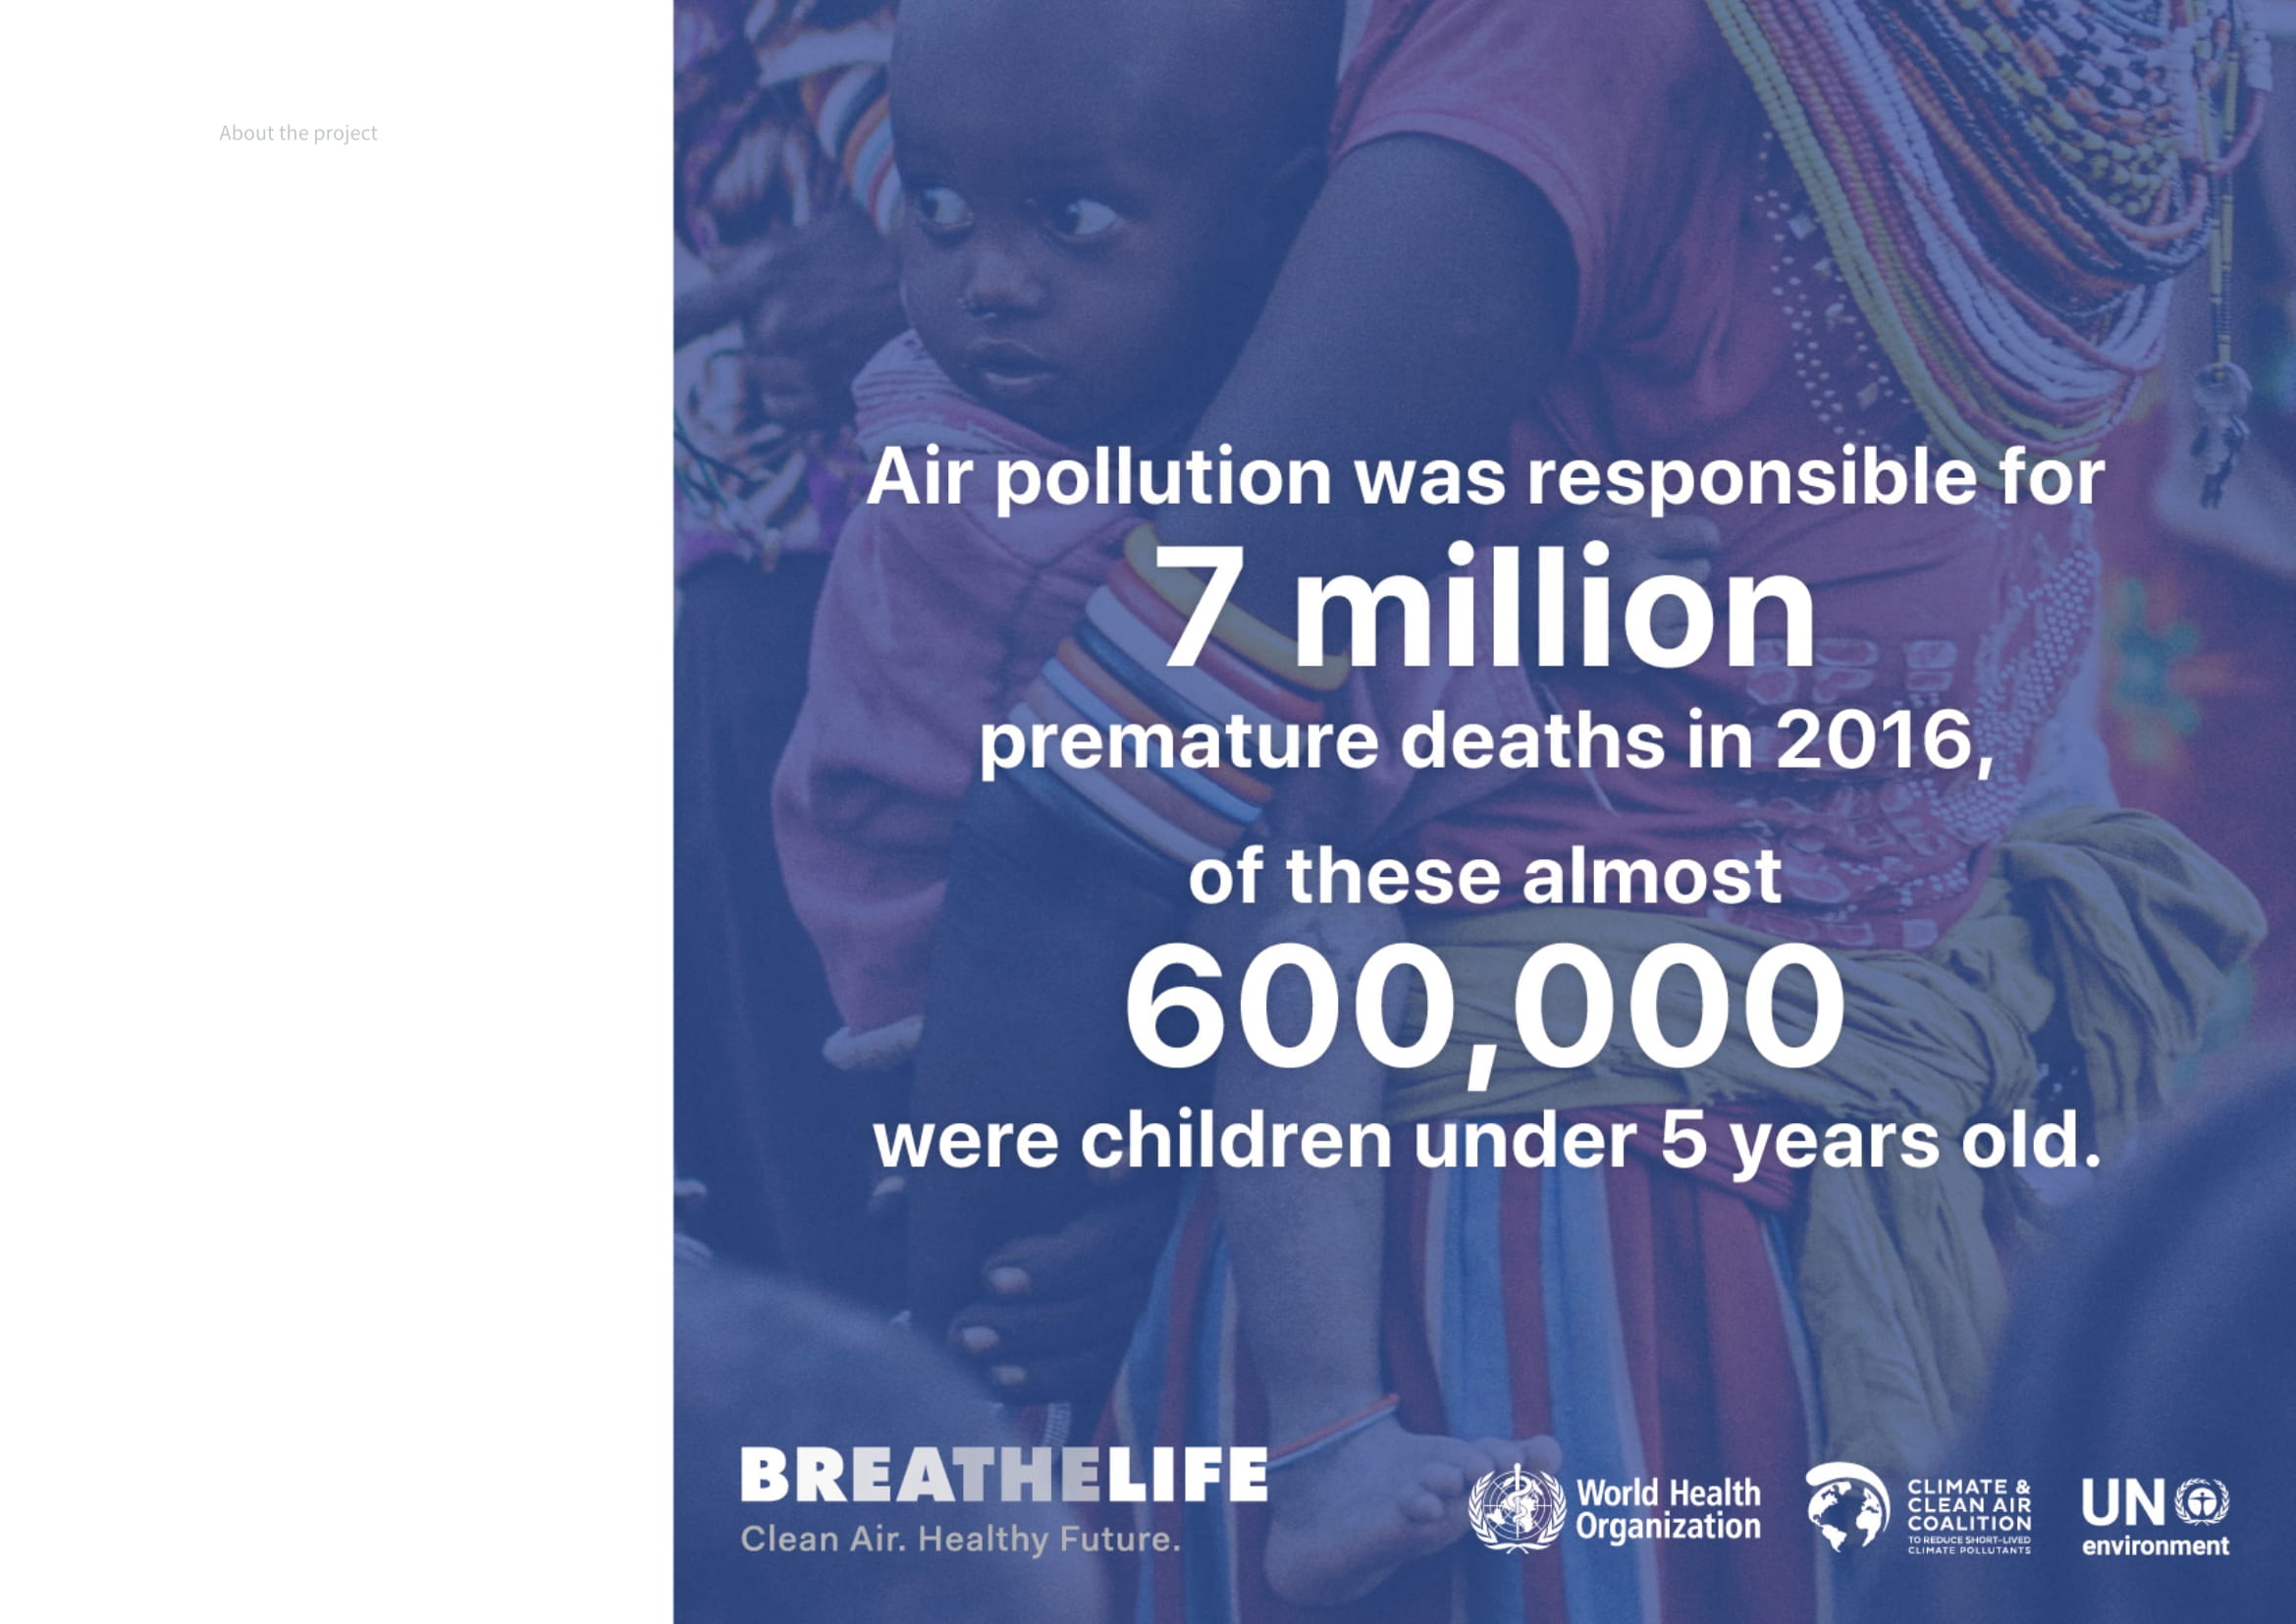 About the project
Air pollution was responsible for
7 million
premature deaths in 2016,
of these almost
600,000
were children under 5 years old.
BREATHELIFE
Clean Air. Healthy Future.
World Health
Organization
CLIMATE &
CLEAN AIR
COALITION
TO REDUCE SHORT-LIVED
CLIMATE POLLUTANTS
UN
environment